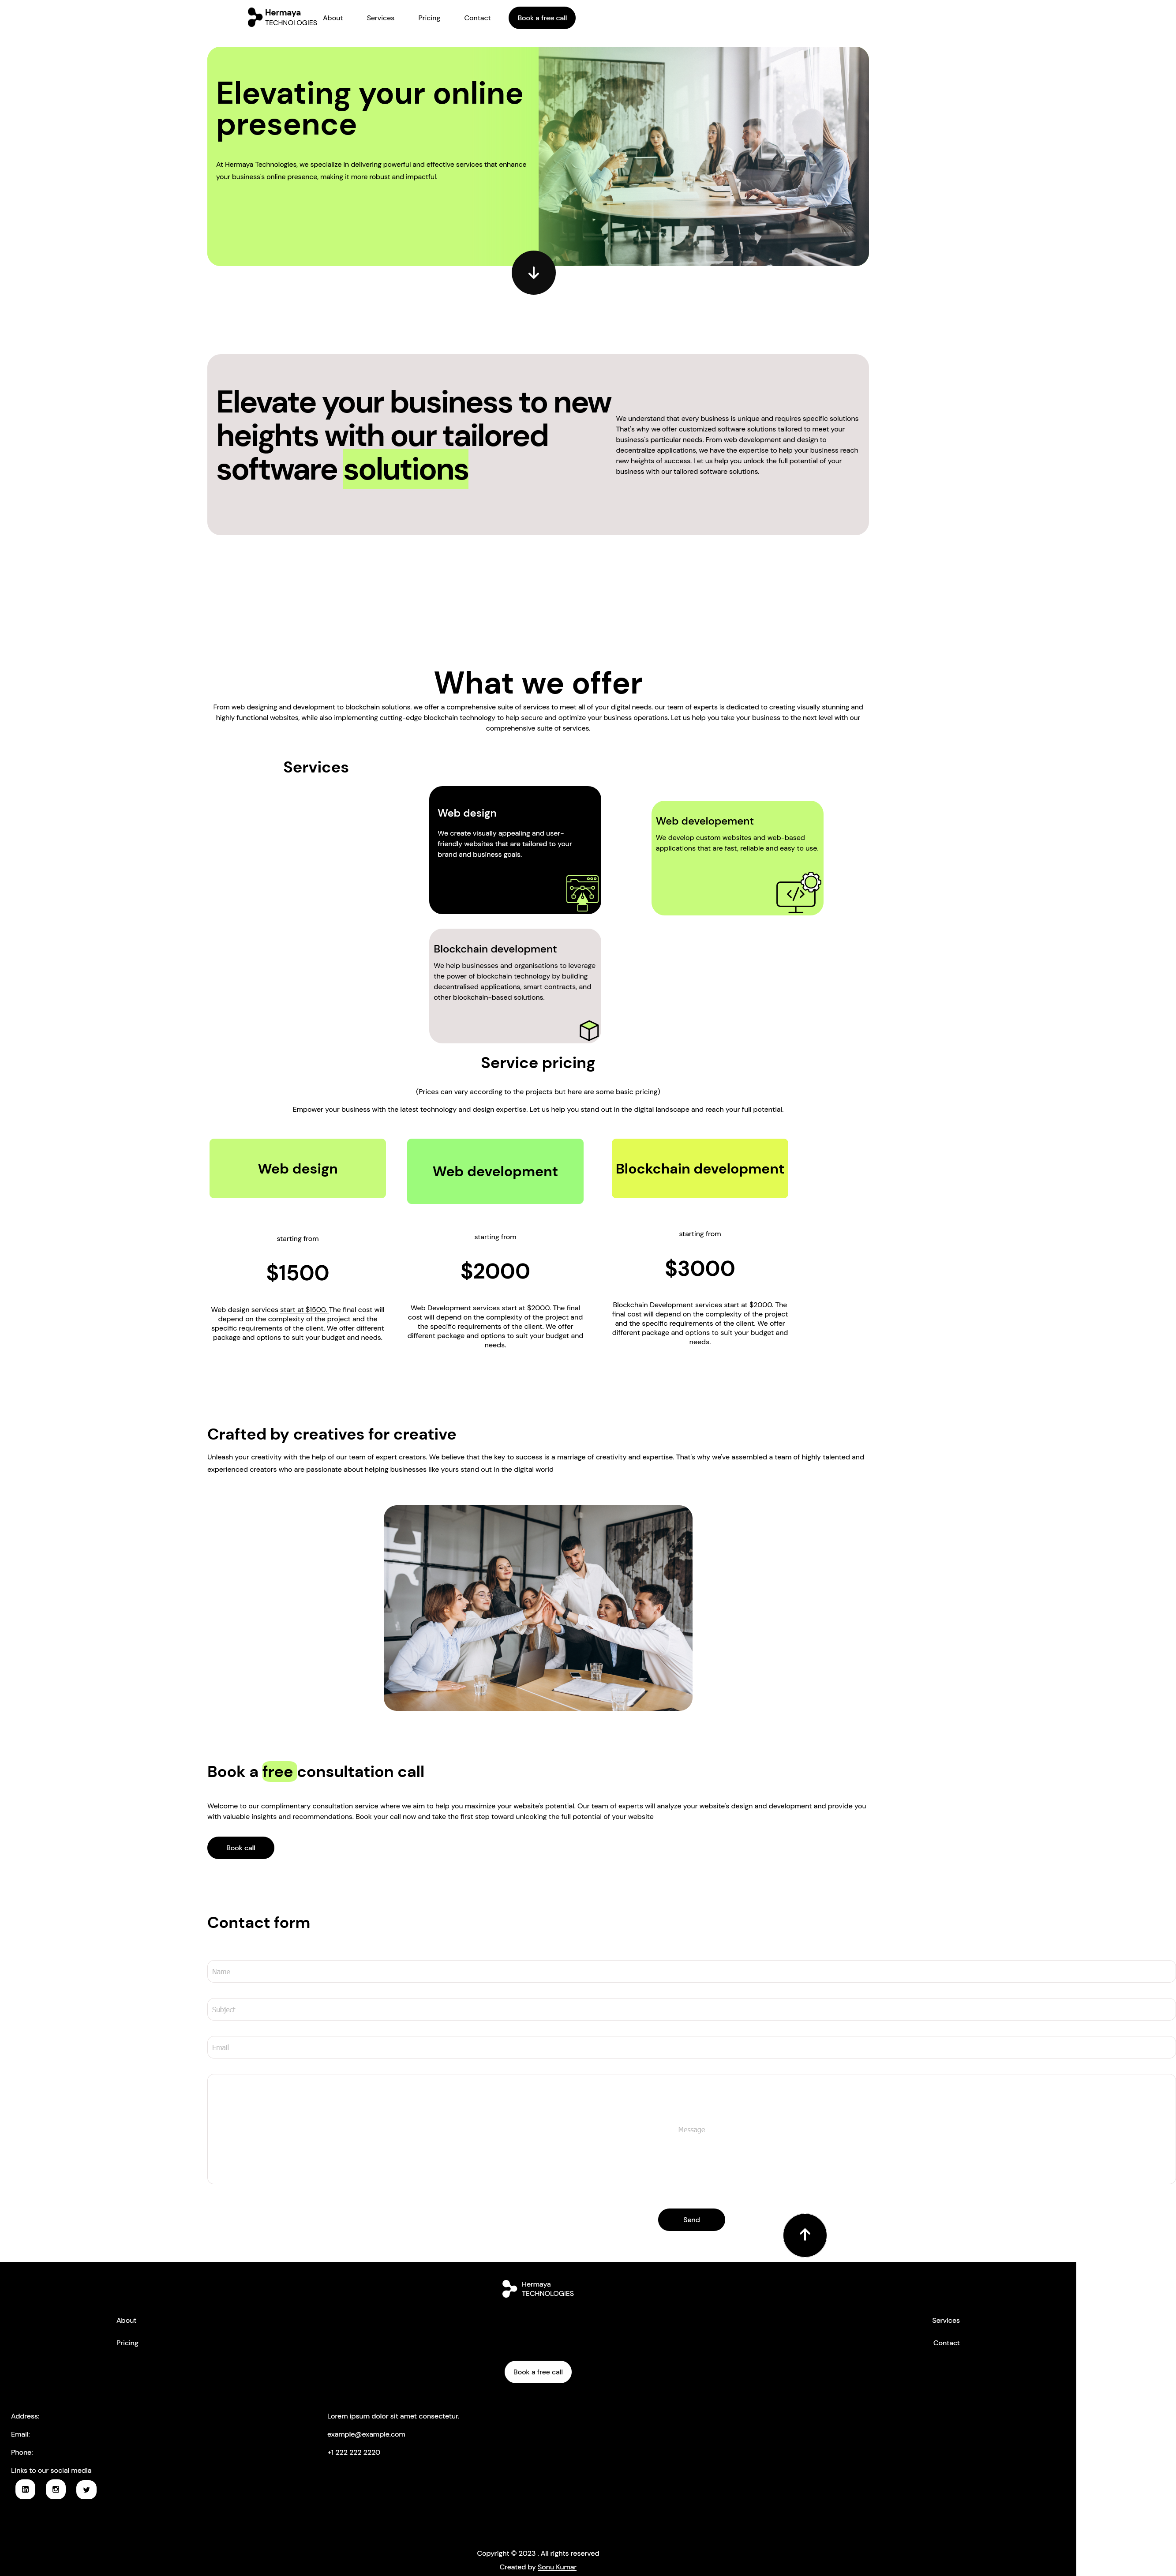 Hermaya
TECHNOLOGIES
About
Services
Pricing
Contact
Book a free call
Elevating your online
presence
At Hermaya Technologies, we specialize in delivering powerful and effective services that enhance
your business's online presence, making it more robust and impactful.
Elevate your business to new
heights with our tailored
software solutions
We understand that every business is unique and requires specific solutions
That's why we offer customized software solutions tailored to meet your
business's particular needs. From web development and design to
decentralize applications, we have the expertise to help your business reach
new heights of success. Let us help you unlock the full potential of your
business with our tailored software solutions.
What we offer
From web designing and development to blockchain solutions. we offer a comprehensive suite of services to meet all of your digital needs. our team of experts is dedicated to creating visually stunning and
highly functional websites, while also implementing cutting-edge blockchain technology to help secure and optimize your business operations. Let us help you take your business to the next level with our
comprehensive suite of services.
Services
Web design
We create visually appealing and user-
friendly websites that are tailored to your
brand and business goals.
Web developement
We develop custom websites and web-based
applications that are fast, reliable and easy to use.
Blockchain development
We help businesses and organisations to leverage
the power of blockchain technology by building
decentralised applications, smart contracts, and
other blockchain-based solutions.
Service pricing
(Prices can vary according to the projects but here are some basic pricing)
Empower your business with the latest technology and design expertise. Let us help you stand out in the digital landscape and reach your full potential.
Web design
starting from
$1500
Web design services start at $1500. The final cost will
depend on the complexity of the project and the
specific requirements of the client. We offer different
package and options to suit your budget and needs.
Web development
starting from
$2000
Web Development services start at $2000. The final
cost will depend on the complexity of the project and
the specific requirements of the client. We offer
different package and options to suit your budget and
needs.
Blockchain development
starting from
$3000
Blockchain Development services start at $2000. The
final cost will depend on the complexity of the project
and the specific requirements of the client. We offer
different package and options to suit your budget and
needs.
Crafted by creatives for creative
Unleash your creativity with the help of our team of expert creators. We believe that the key to success is a marriage of creativity and expertise. That's why we've assembled a team of highly talented and
experienced creators who are passionate about helping businesses like yours stand out in the digital world
Book a free consultation call
Welcome to our complimentary consultation service where we aim to help you maximize your website's potential. Our team of experts will analyze your website's design and development and provide you
with valuable insights and recommendations. Book your call now and take the first step toward unlcoking the full potential of your website
Book call
Contact form
Name
Subject
Email
Message
Send
Hermaya
TECHNOLOGIES
About
Services
Pricing
Contact
Book a free call
Address:
Lorem ipsum dolor sit amet consectetur.
Email:
example@example.com
Phone:
+1 222 222 2220
Links to our social media
Copyright © 2023 . All rights reserved
Created by Sonu Kumar